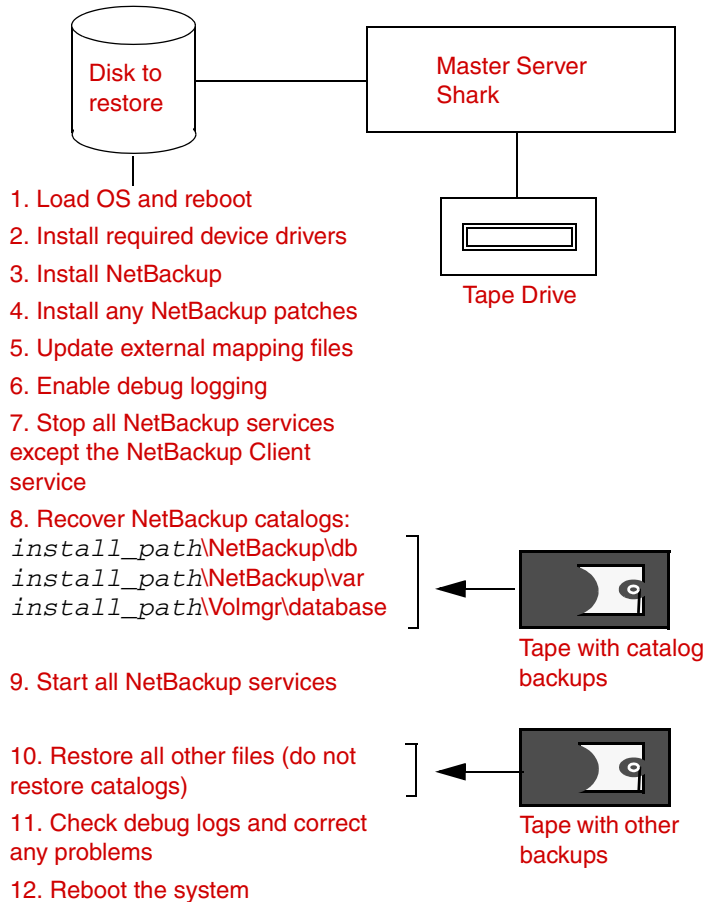 Disk to
restore
Master Server
Shark
Tape Drive
1. Load OS and reboot
2. Install required device drivers
3. Install NetBackup
4. Install any NetBackup patches
5. Update external mapping files
6. Enable debug logging
7. Stop all NetBackup services
except the NetBackup Client
service
8. Recover NetBackup catalogs:
install_path\NetBackup\db
install_path\NetBackup\var
install_path\Volmgr\database
Tape with catalog
backups
9. Start all NetBackup services
10. Restore all other files (do not
restore catalogs)
Tape with other
backups
11. Check debug logs and correct
any problems
12. Reboot the system